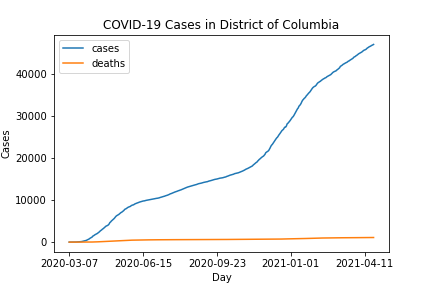 COVID-19 Cases in District of Columbia
cases
deaths
40000
30000
20000
10000
0
Cases
2020-03-07 2020-06-15 2020-09-23 2021-01-01 2021-04-11
Day